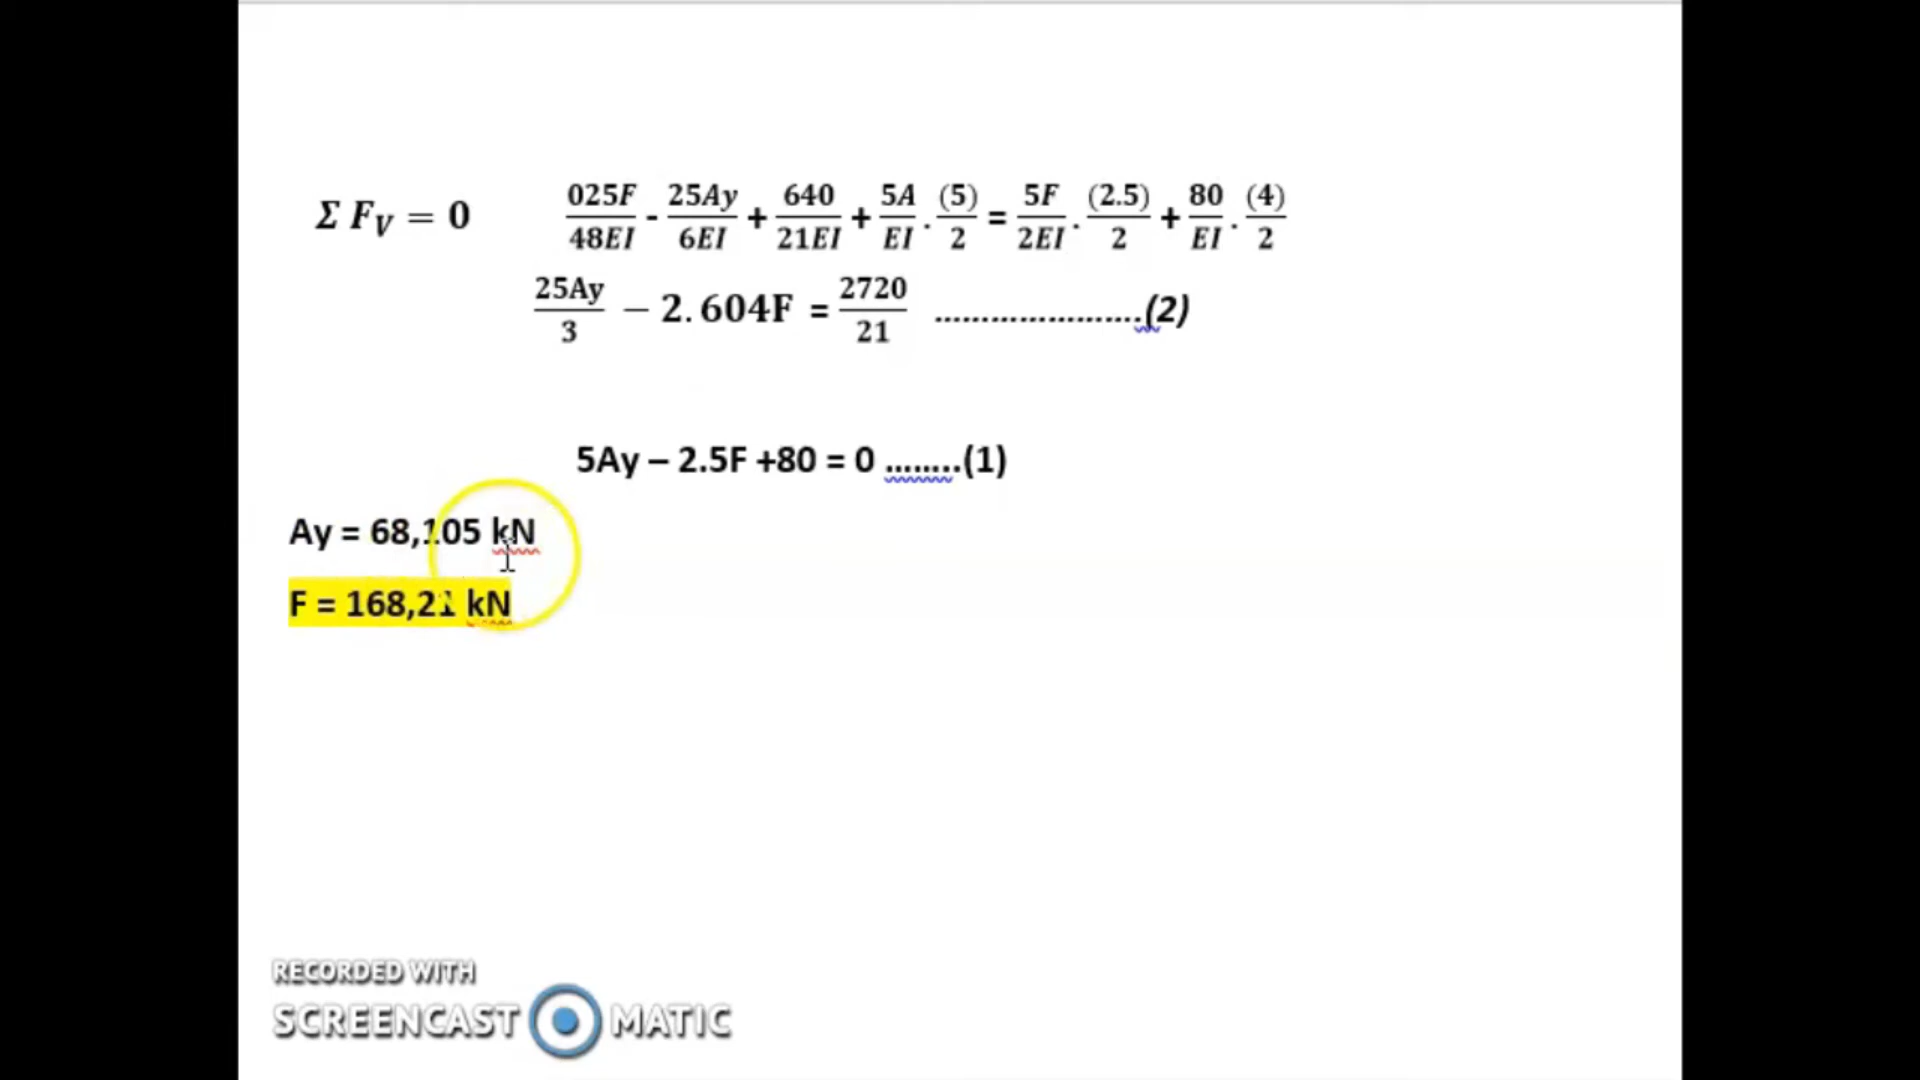 Σ F_V = 0 025F/48EI - 25Ay/6EI + 640/21EI + 5A/EI . (5)/2 = 5F/2EI . (2.5)/2 + 80/EI . (4)/2
25Ay/3 − 2.604F = 2720/21 ......................(2)
5Ay – 2.5F +80 = 0 ........(1)
Ay = 68,105 kN
F = 168,21 kN
RECORDED WITH
SCREENCAST MATIC